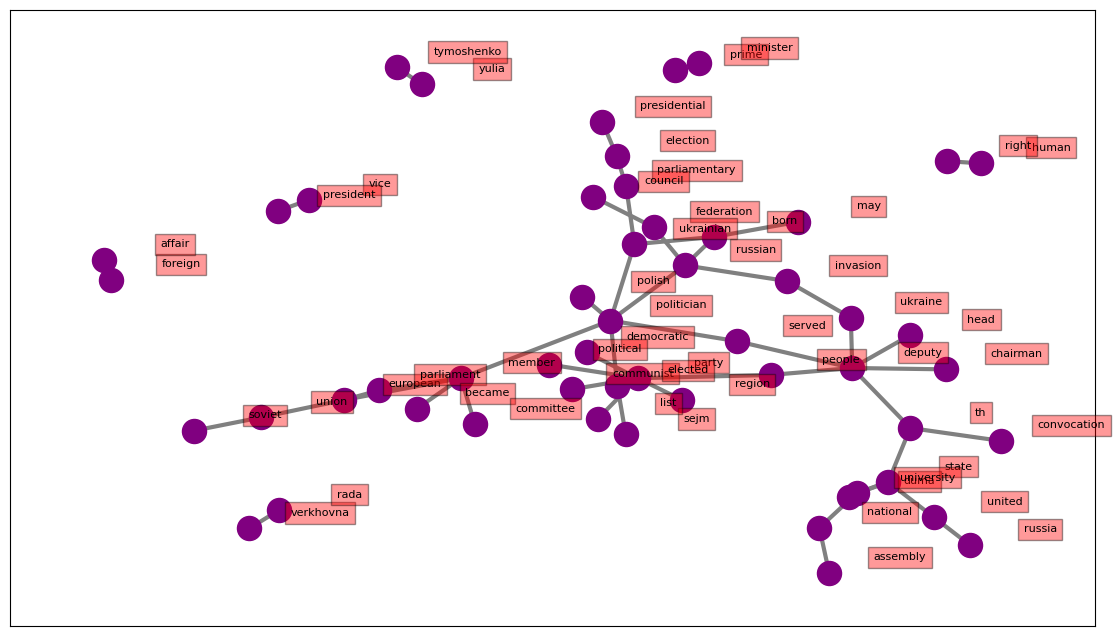 tymoshenko
yulia
prime
minister
presidential
election
parliamentary
council
right
human
vice
president
federation
born
may
ukrainian
russian
affair
foreign
invasion
polish
politician
ukraine
head
served
democratic
political
people
deputy
chairman
member
party
elected
communist
region
parliament
european
became
committee
list
sejm
union
soviet
th
convocation
state
university
duma
rada
verkhovna
national
united
russia
assembly